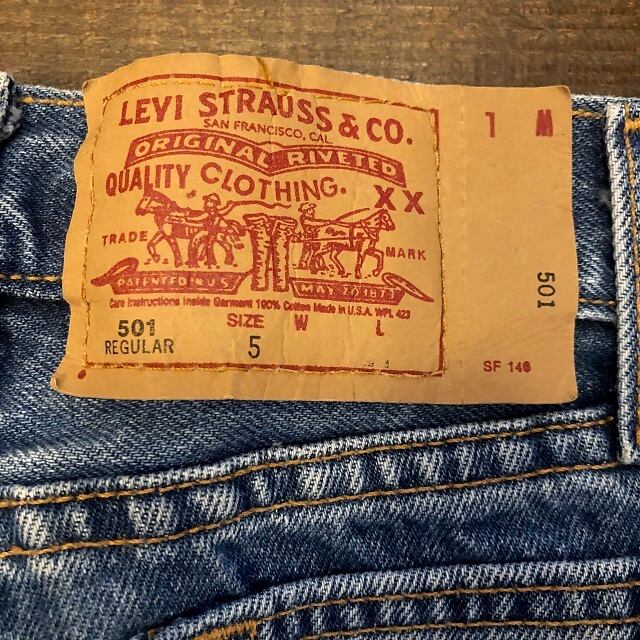 LEVI STRAUSS & CO.
SAN FRANCISCO, CAL.
ORIGINAL RIVETED
QUALITY CLOTHING.
XX
TRADE MARK
PATENTED IN U.S. MAY 20 1873
Care Instructions Inside Garment 100% Cotton Made in U.S.A. WPL 423
501 SIZE W L
REGULAR 5
1 M
501
SF 146